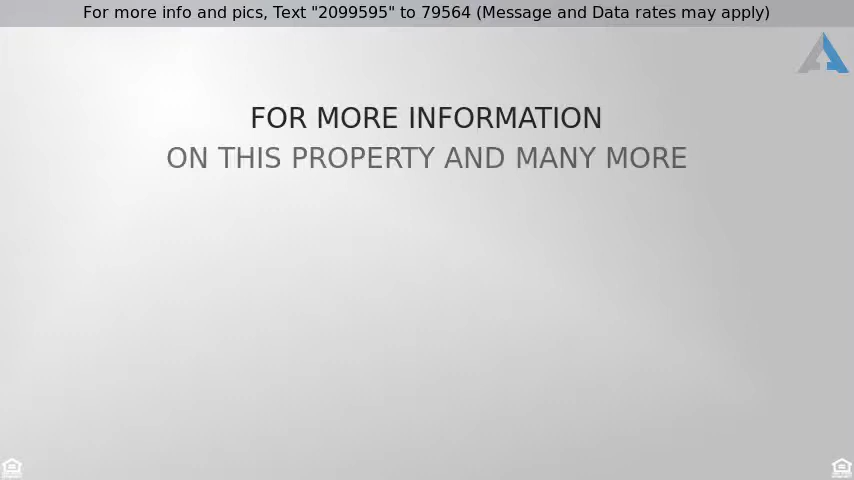 For more info and pics, Text "2099595" to 79564 (Message and Data rates may apply)
FOR MORE INFORMATION
ON THIS PROPERTY AND MANY MORE